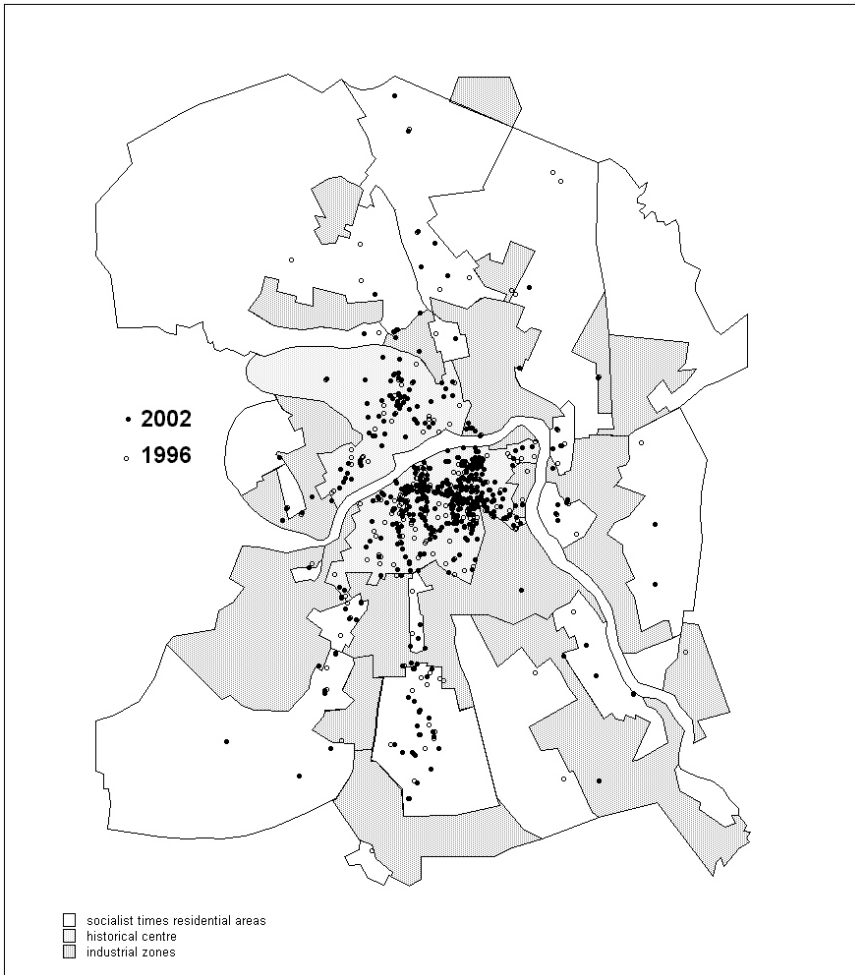 2002
1996
socialist times residential areas
historical centre
industrial zones